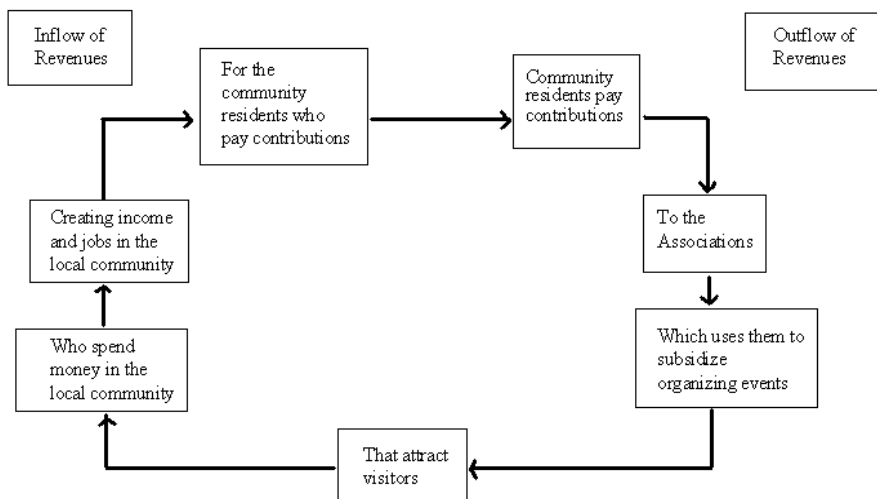 Inflow of
Revenues
Outflow of
Revenues
For the
community
residents who
pay contributions
Community
residents pay
contributions
To the
Associations
Which uses them to
subsidize
organizing events
That attract
visitors
Who spend
money in the
local community
Creating income
and jobs in the
local community